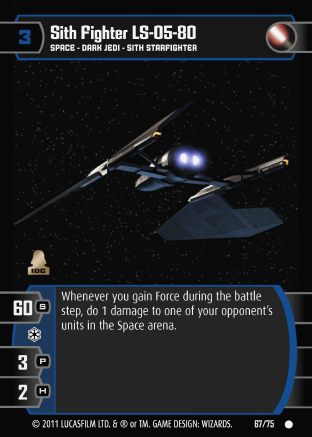 3
Sith Fighter LS-05-80
SPACE - DARK JEDI - SITH STARFIGHTER
IDC
60 S
3 P
2 H
Whenever you gain Force during the battle
step, do 1 damage to one of your opponent's
units in the Space arena.
© 2011 LUCASFILM LTD. & ® or TM. GAME DESIGN: WIZARDS.
67/75